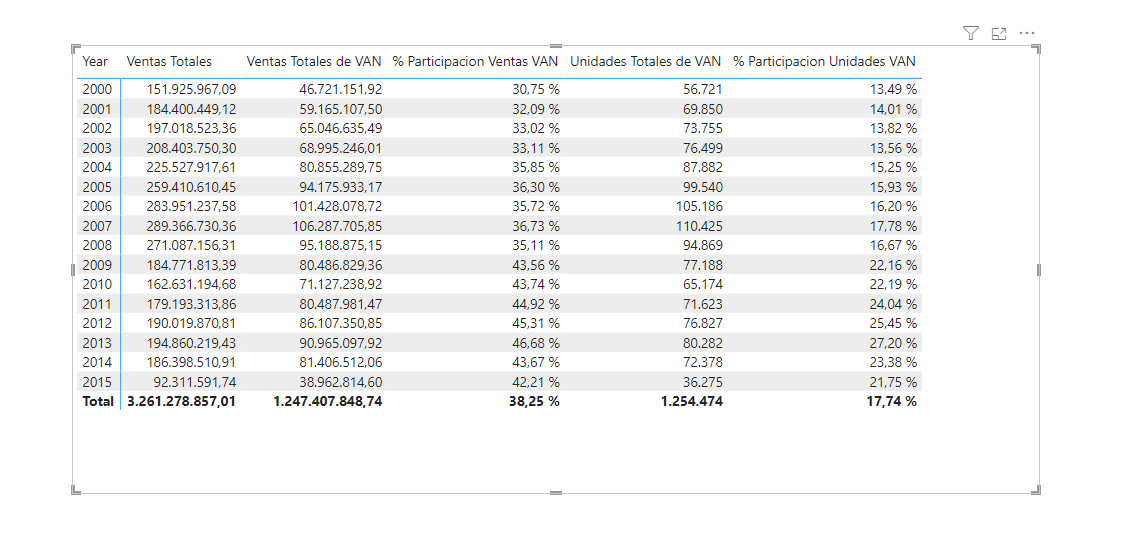 Year Ventas Totales Ventas Totales de VAN % Participacion Ventas VAN Unidades Totales de VAN % Participacion Unidades VAN
2000 151.925.967,09 46.721.151,92 30,75 % 56.721 13,49 %
2001 184.400.449,12 59.165.107,50 32,09 % 69.850 14,01 %
2002 197.018.523,36 65.046.635,49 33,02 % 73.755 13,82 %
2003 208.403.750,30 68.995.246,01 33,11 % 76.499 13,56 %
2004 225.527.917,61 80.855.289,75 35,85 % 87.882 15,25 %
2005 259.410.610,45 94.175.933,17 36,30 % 99.540 15,93 %
2006 283.951.237,58 101.428.078,72 35,72 % 105.186 16,20 %
2007 289.366.730,36 106.287.705,85 36,73 % 110.425 17,78 %
2008 271.087.156,31 95.188.875,15 35,11 % 94.869 16,67 %
2009 184.771.813,39 80.486.829,36 43,56 % 77.188 22,16 %
2010 162.631.194,68 71.127.238,92 43,74 % 65.174 22,19 %
2011 179.193.313,86 80.487.981,47 44,92 % 71.623 24,04 %
2012 190.019.870,81 86.107.350,85 45,31 % 76.827 25,45 %
2013 194.860.219,43 90.965.097,92 46,68 % 80.282 27,20 %
2014 186.398.510,91 81.406.512,06 43,67 % 72.378 23,38 %
2015 92.311.591,74 38.962.814,60 42,21 % 36.275 21,75 %
Total 3.261.278.857,01 1.247.407.848,74 38,25 % 1.254.474 17,74 %